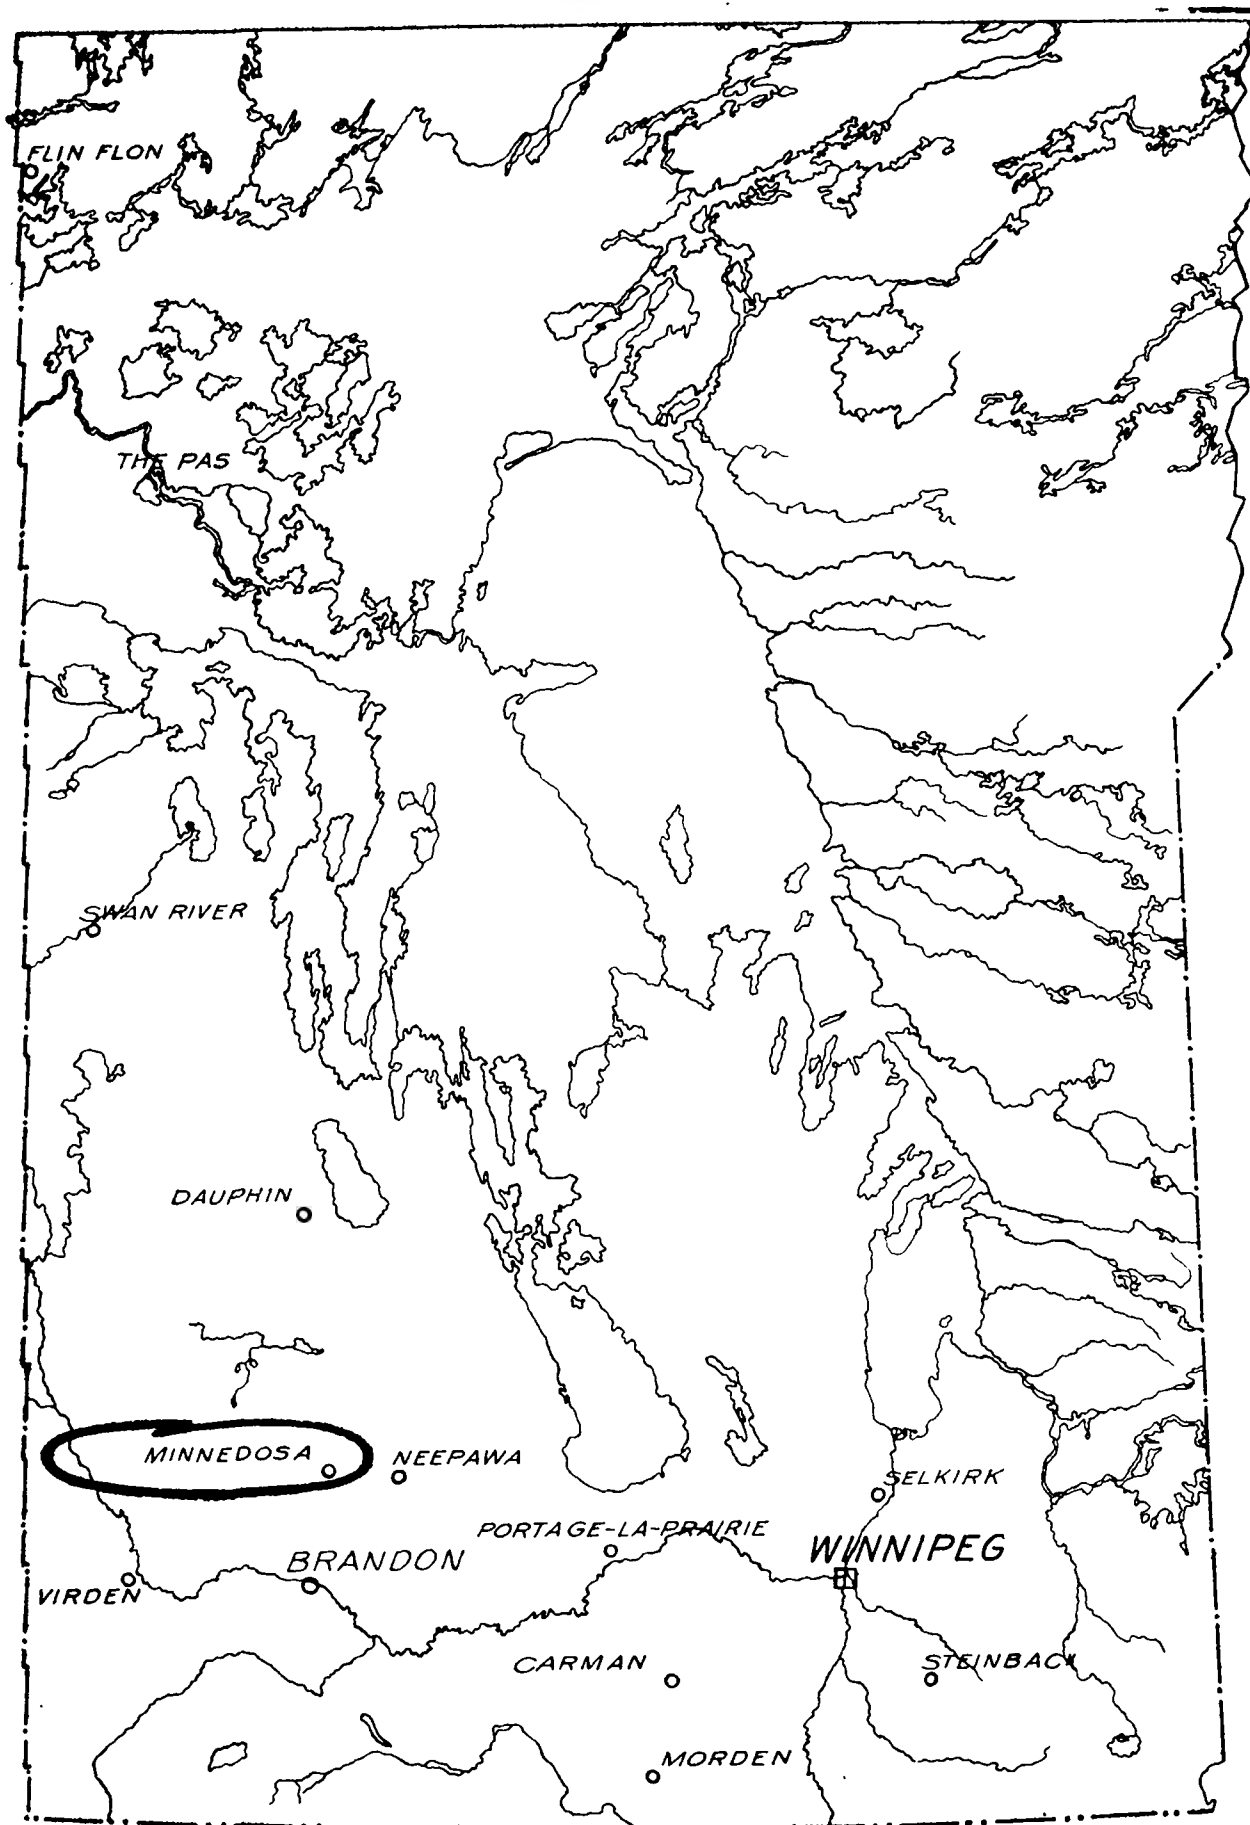 FLIN FLON
THE PAS
SWAN RIVER
DAUPHIN
MINNEDOSA
NEEPAWA
SELKIRK
PORTAGE-LA-PRAIRIE
WINNIPEG
BRANDON
VIRDEN
CARMAN
STEINBACK
MORDEN